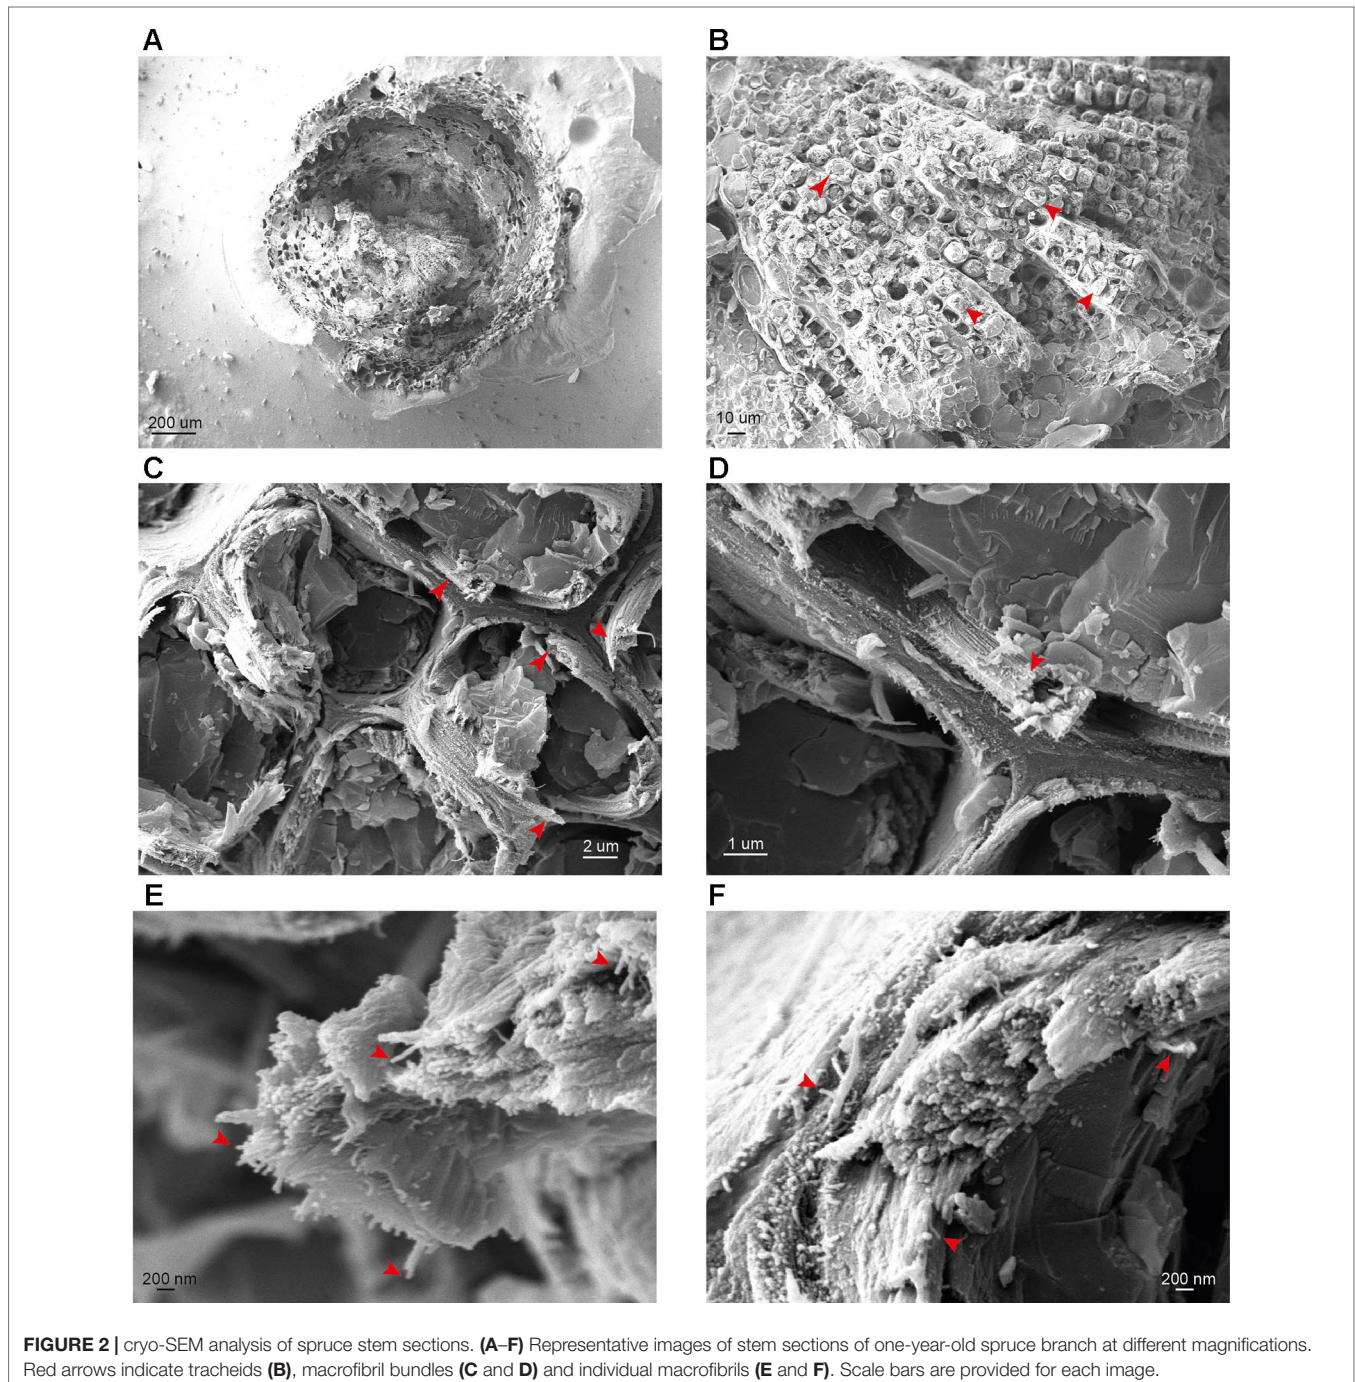 A
B
200 um
10 um
C
D
2 um
1 um
E
F
200 nm
200 nm
FIGURE 2 | cryo-SEM analysis of spruce stem sections. (A–F) Representative images of stem sections of one-year-old spruce branch at different magnifications.
Red arrows indicate tracheids (B), macrofibril bundles (C and D) and individual macrofibrils (E and F). Scale bars are provided for each image.